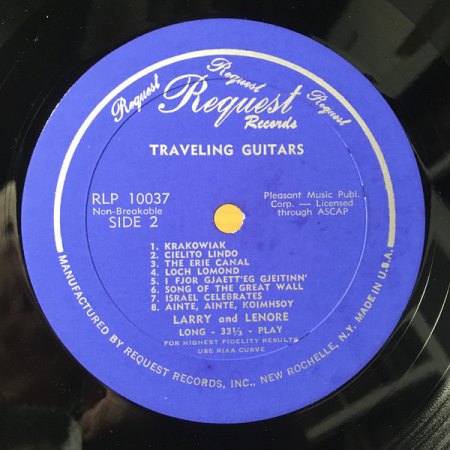 Request
Request
Request
Request
Records
TRAVELING GUITARS
RLP 10037
Non-Breakable
SIDE 2
Pleasant Music Publ.
Corp. — Licensed
through ASCAP
1. KRAKOWIAK
2. CIELITO LINDO
3. THE ERIE CANAL
4. LOCH LOMOND
5. I FJOR GJAETT'EG GJEITINN'
6. SONG OF THE GREAT WALL
7. ISRAEL CELEBRATES
8. AINTE, AINTE, KOIMHSOY
LARRY and LENORE
LONG - 33⅓ - PLAY
FOR HIGHEST FIDELITY RESULTS
USE RIAA CURVE
MANUFACTURED BY REQUEST RECORDS, INC., NEW ROCHELLE, N.Y. MADE IN U.S.A.